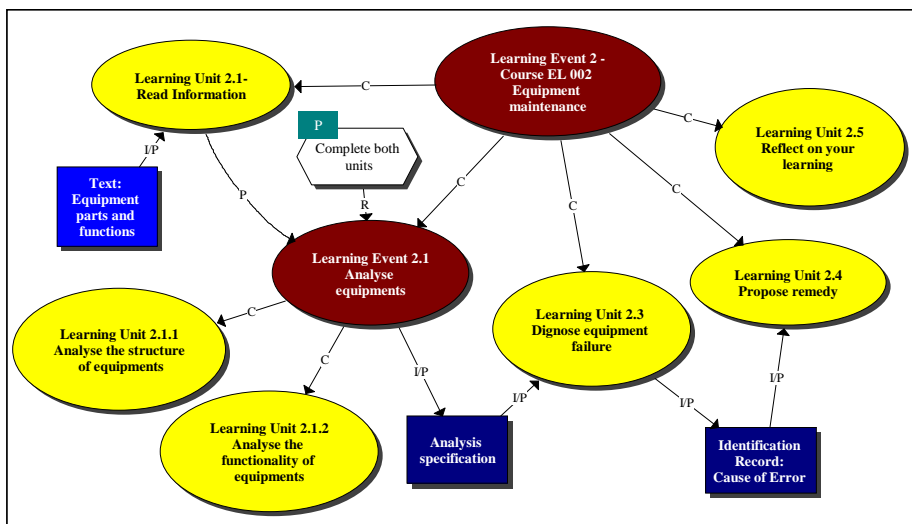 Learning Unit 2.1-
Read Information
Learning Event 2 -
Course EL 002
Equipment
maintenance
C
C
Learning Unit 2.5
Reflect on your
learning
P
Complete both
units
I/P
Text:
Equipment
parts and
functions
P
R
C
C
C
Learning Event 2.1
Analyse
equipments
Learning Unit 2.4
Propose remedy
C
Learning Unit 2.1.1
Analyse the structure
of equipments
Learning Unit 2.3
Dignose equipment
failure
C
I/P
I/P
I/P
I/P
Learning Unit 2.1.2
Analyse the
functionality of
equipments
Analysis
specification
Identification
Record:
Cause of Error